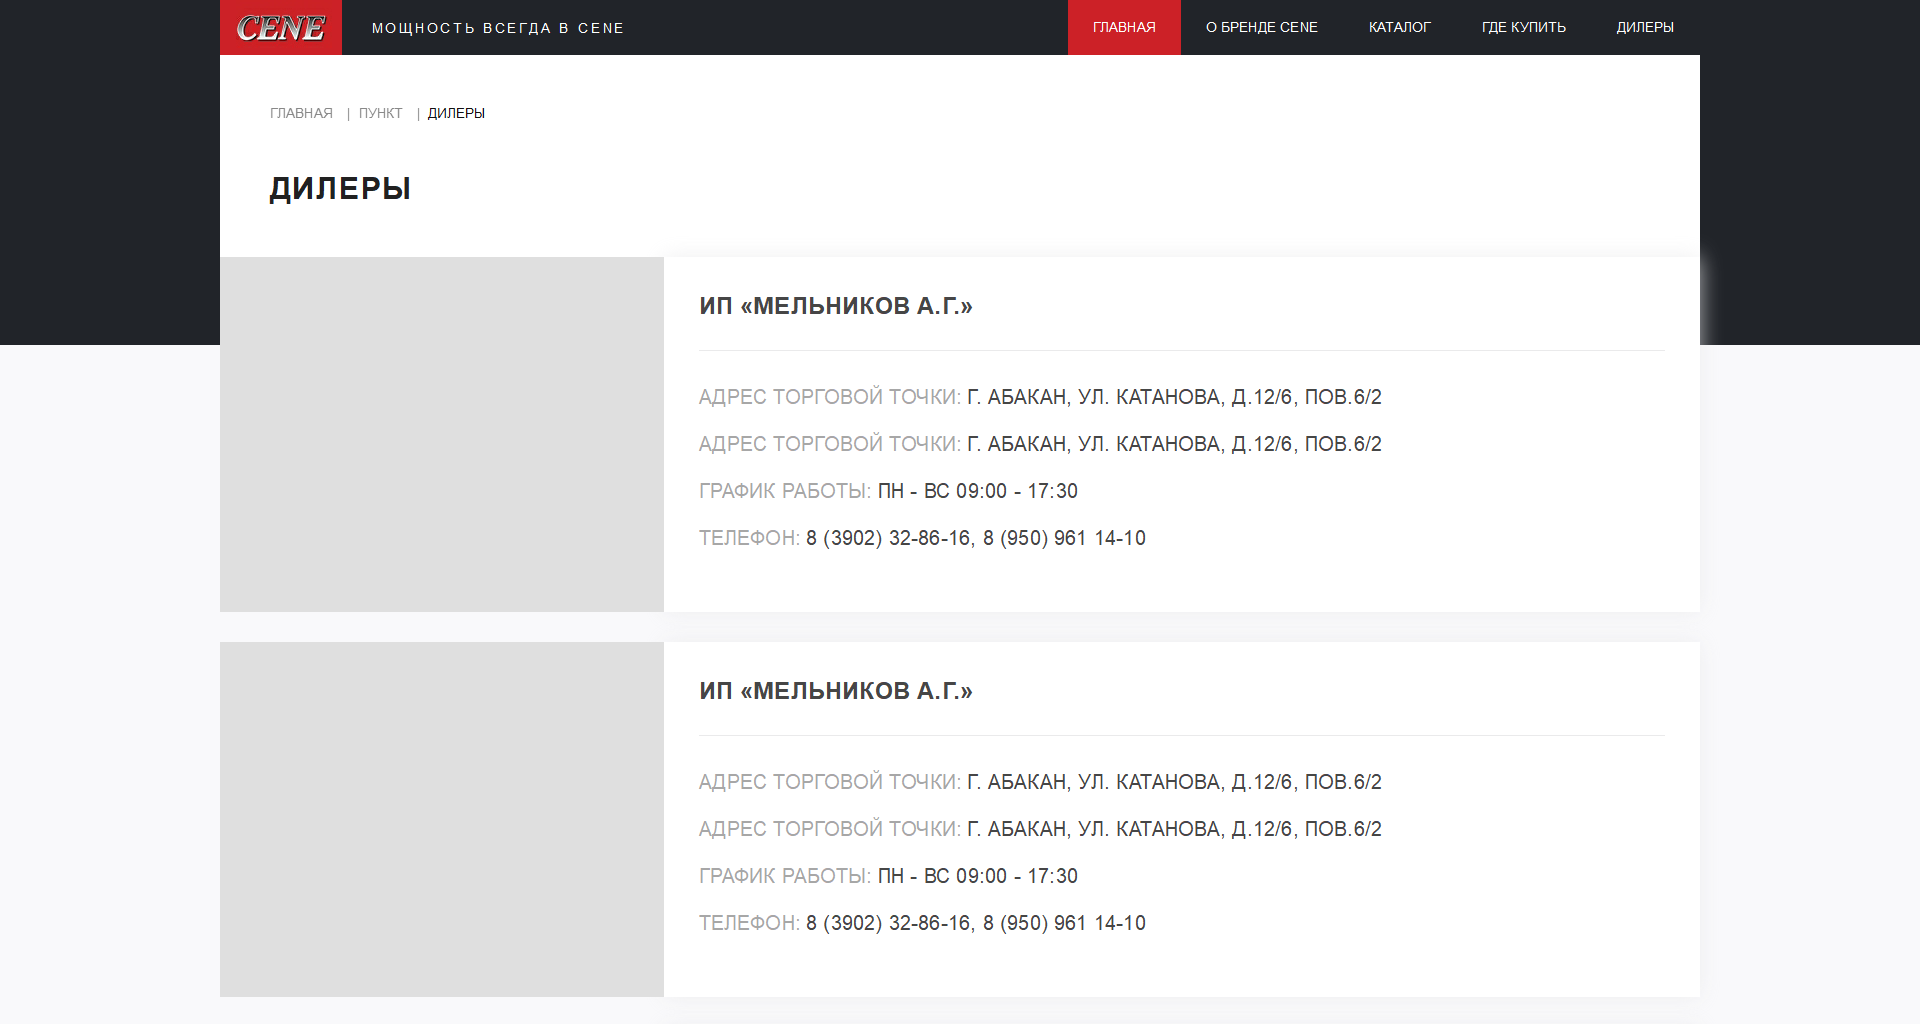 CENE
МОЩНОСТЬ ВСЕГДА В CENE
ГЛАВНАЯ О БРЕНДЕ CENE КАТАЛОГ ГДЕ КУПИТЬ ДИЛЕРЫ
ГЛАВНАЯ | ПУНКТ | ДИЛЕРЫ
ДИЛЕРЫ
ИП «МЕЛЬНИКОВ А.Г.»
АДРЕС ТОРГОВОЙ ТОЧКИ: Г. АБАКАН, УЛ. КАТАНОВА, Д.12/6, ПОВ.6/2
АДРЕС ТОРГОВОЙ ТОЧКИ: Г. АБАКАН, УЛ. КАТАНОВА, Д.12/6, ПОВ.6/2
ГРАФИК РАБОТЫ: ПН - ВС 09:00 - 17:30
ТЕЛЕФОН: 8 (3902) 32-86-16, 8 (950) 961 14-10
ИП «МЕЛЬНИКОВ А.Г.»
АДРЕС ТОРГОВОЙ ТОЧКИ: Г. АБАКАН, УЛ. КАТАНОВА, Д.12/6, ПОВ.6/2
АДРЕС ТОРГОВОЙ ТОЧКИ: Г. АБАКАН, УЛ. КАТАНОВА, Д.12/6, ПОВ.6/2
ГРАФИК РАБОТЫ: ПН - ВС 09:00 - 17:30
ТЕЛЕФОН: 8 (3902) 32-86-16, 8 (950) 961 14-10